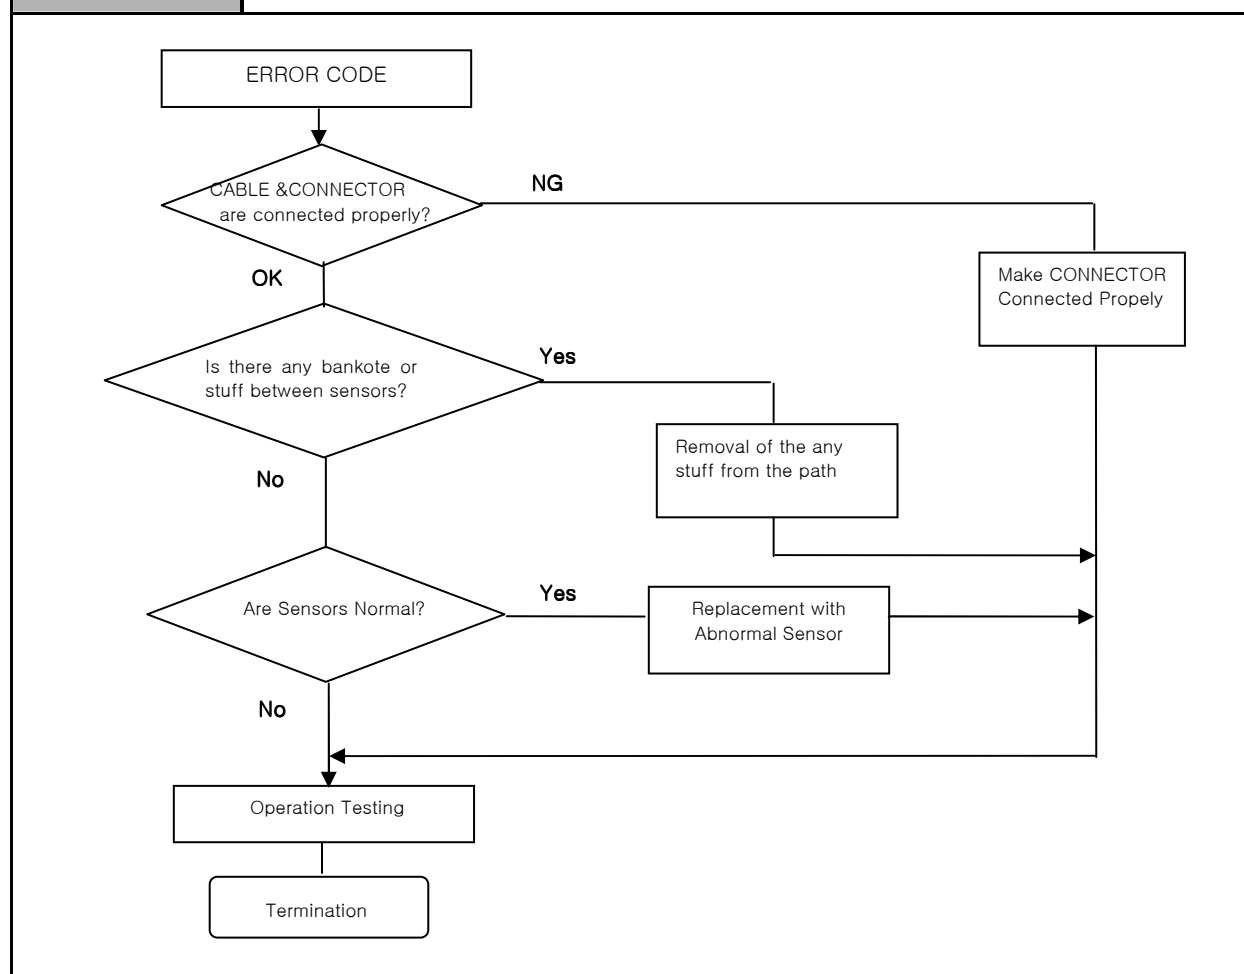 ERROR CODE
CABLE &CONNECTOR
are connected properly?
NG
OK
Make CONNECTOR
Connected Propely
Is there any bankote or
stuff between sensors?
Yes
No
Removal of the any
stuff from the path
Are Sensors Normal?
Yes
Replacement with
Abnormal Sensor
No
Operation Testing
Termination